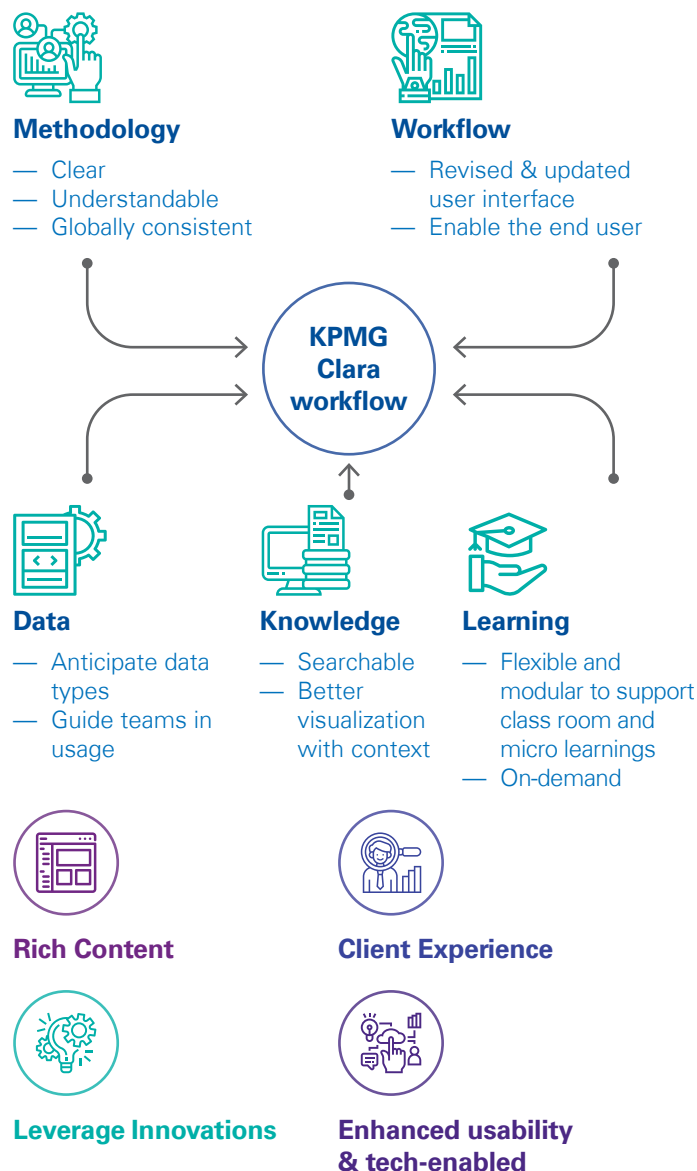 Methodology
— Clear
— Understandable
— Globally consistent
Workflow
— Revised & updated
user interface
— Enable the end user
KPMG
Clara
workflow
Data
— Anticipate data
types
— Guide teams in
usage
Knowledge
— Searchable
— Better
visualization
with context
Learning
— Flexible and
modular to support
class room and
micro learnings
— On-demand
Rich Content
Client Experience
Leverage Innovations
Enhanced usability
& tech-enabled